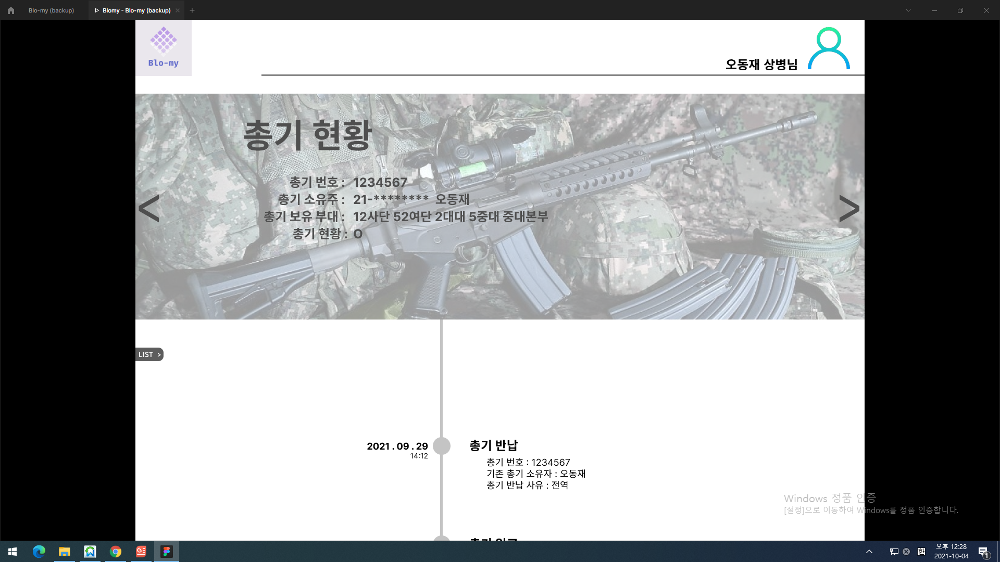 Blo-my (backup)
Blomy - Blo-my (backup)
Blo-my
오동재 상병님
총기 현황
총기 번호 : 1234567
총기 소유주 : 21-******** 오동재
총기 보유 부대 : 12사단 52여단 2대대 5중대 중대본부
총기 현황 : O
<
>
LIST >
2021 . 09 . 29
14:12
총기 반납
총기 번호 : 1234567
기존 총기 소유자 : 오동재
총기 반납 사유 : 전역
Windows 정품 인증
[설정]으로 이동하여 Windows를 정품 인증합니다.
한
오후 12:28
2021-10-04
1